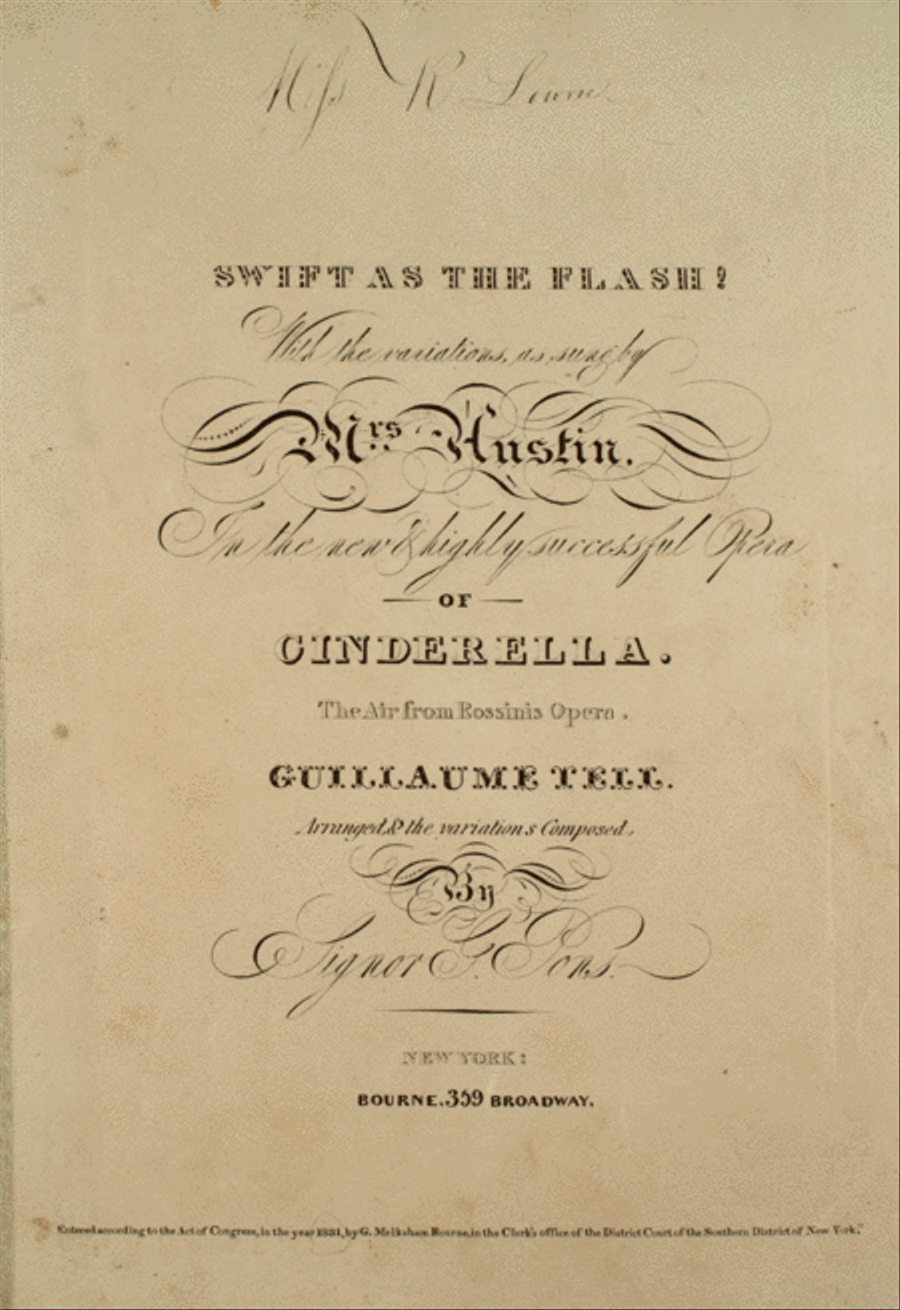 Miss R
SWIFT AS THE FLASH!
With the variations, as sung by
Mrs Austin.
In the new & highly successful Opera
OF
CINDERELLA.
The Air from Rossinis Opera.
GUILLAUME TELL.
Arranged, & the variations Composed,
By
Signor G. Pons.
NEW YORK:
BOURNE. 359 BROADWAY.
Entered according to the Act of Congress, in the year 1831, by G. Melksham Bourne, in the Clerk's office of the District Court of the Southern District of New York."